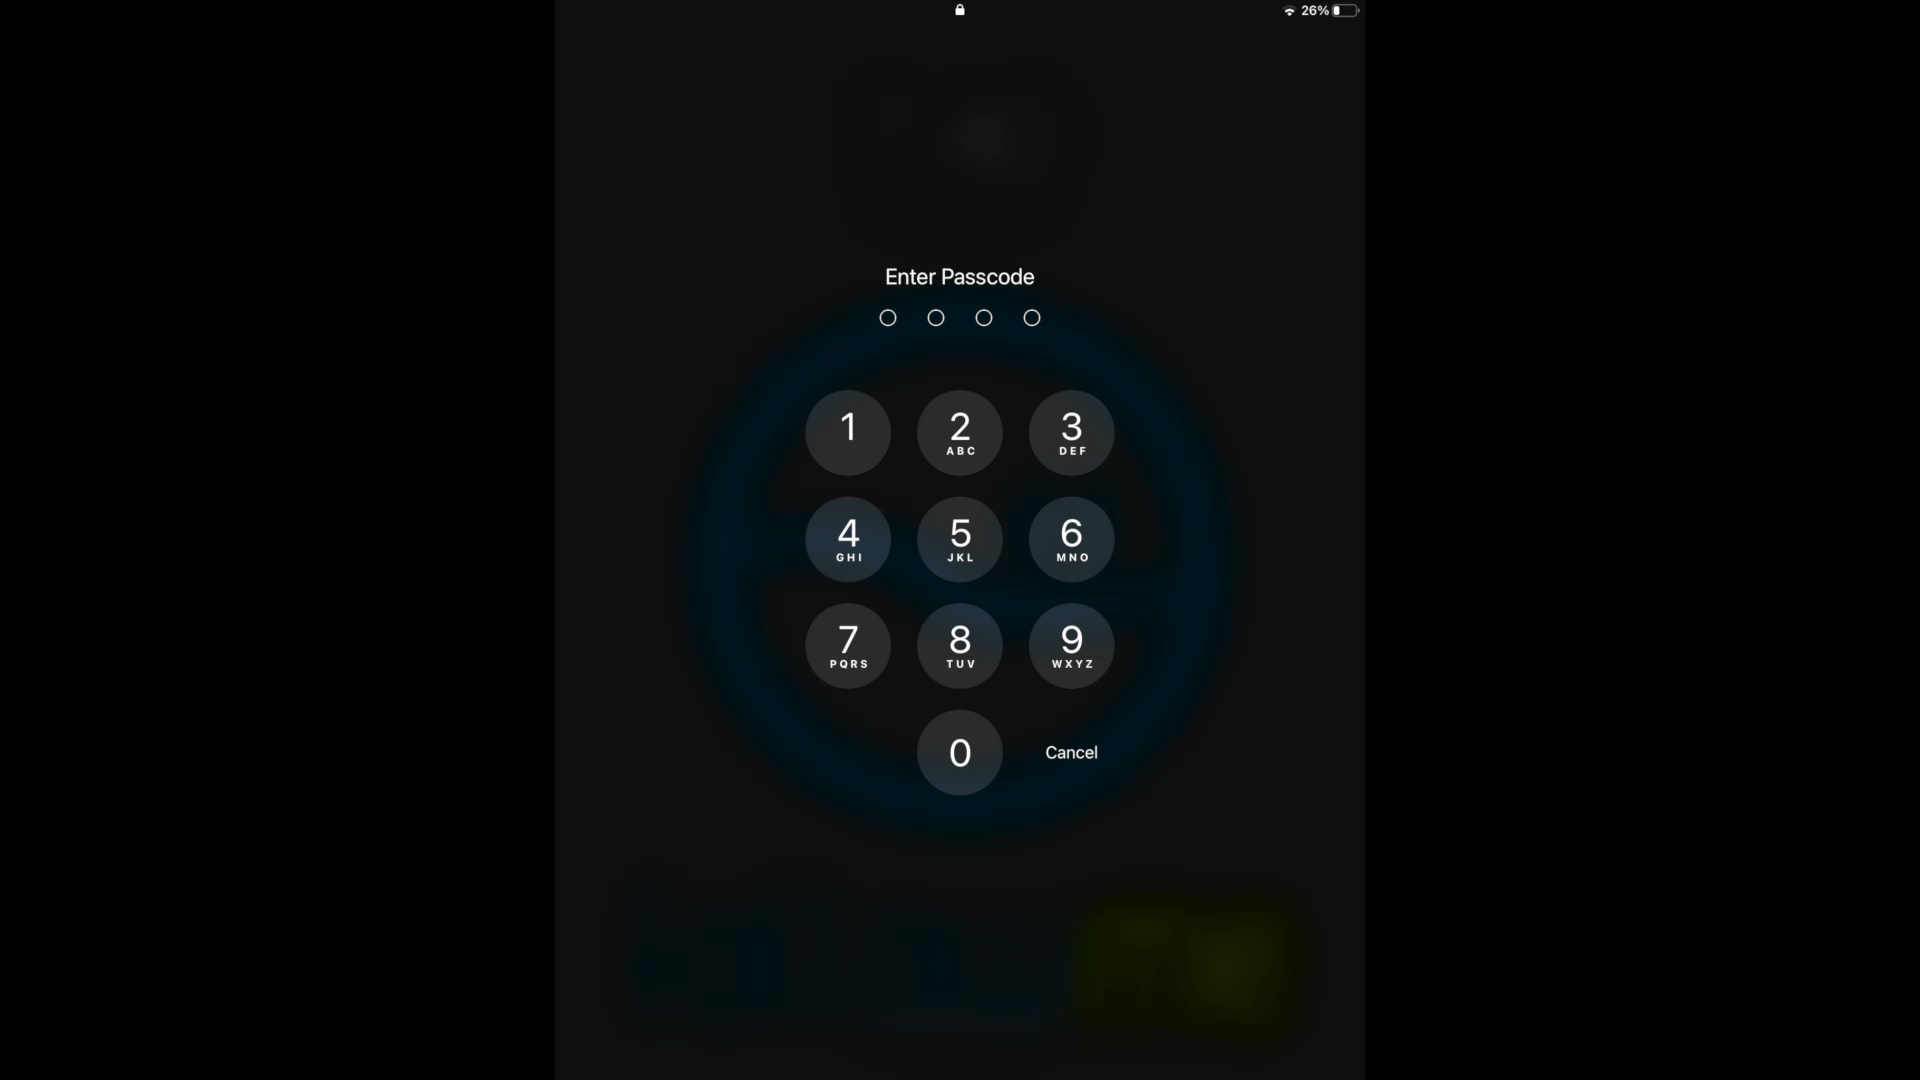 26%
Enter Passcode
1 2 3
ABC DEF
4 5 6
GHI JKL MNO
7 8 9
PQRS TUV WXYZ
0 Cancel